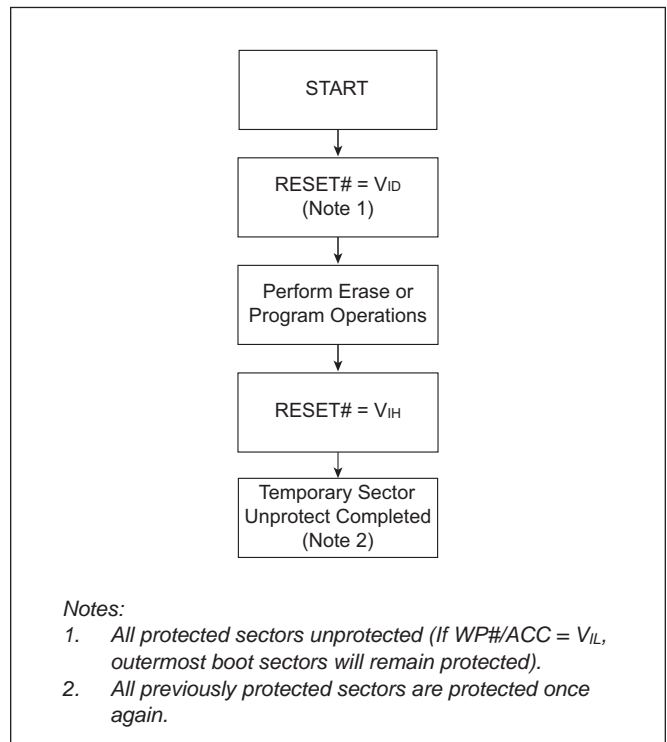 START
RESET# = VID
(Note 1)
Perform Erase or
Program Operations
RESET# = VIH
Temporary Sector
Unprotect Completed
(Note 2)
Notes:
1. All protected sectors unprotected (If WP#/ACC = VIL,
outermost boot sectors will remain protected).
2. All previously protected sectors are protected once
again.